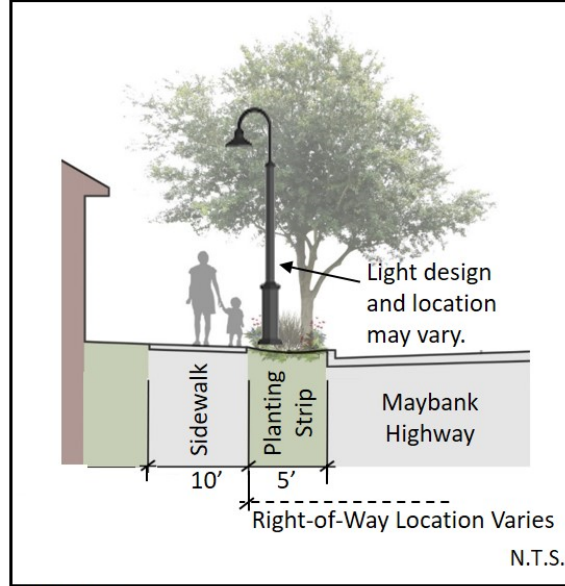 Light design
and location
may vary.
Sidewalk
Planting
Strip
Maybank
Highway
10’
5’
Right-of-Way Location Varies
N.T.S.